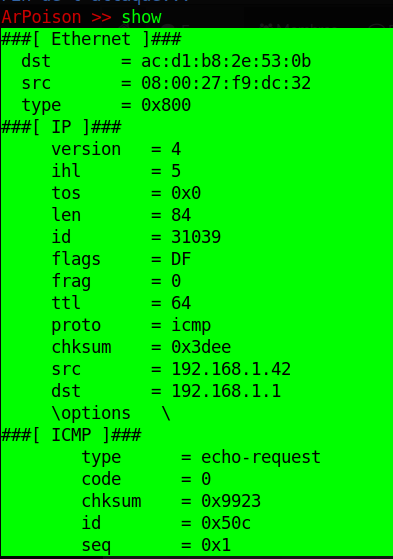 ArPoison >> show
###[ Ethernet ]###
  dst       = ac:d1:b8:2e:53:0b
  src       = 08:00:27:f9:dc:32
  type      = 0x800
###[ IP ]###
     version   = 4
     ihl       = 5
     tos       = 0x0
     len       = 84
     id        = 31039
     flags     = DF
     frag      = 0
     ttl       = 64
     proto     = icmp
     chksum    = 0x3dee
     src       = 192.168.1.42
     dst       = 192.168.1.1
     \options   \
###[ ICMP ]###
        type      = echo-request
        code      = 0
        chksum    = 0x9923
        id        = 0x50c
        seq       = 0x1